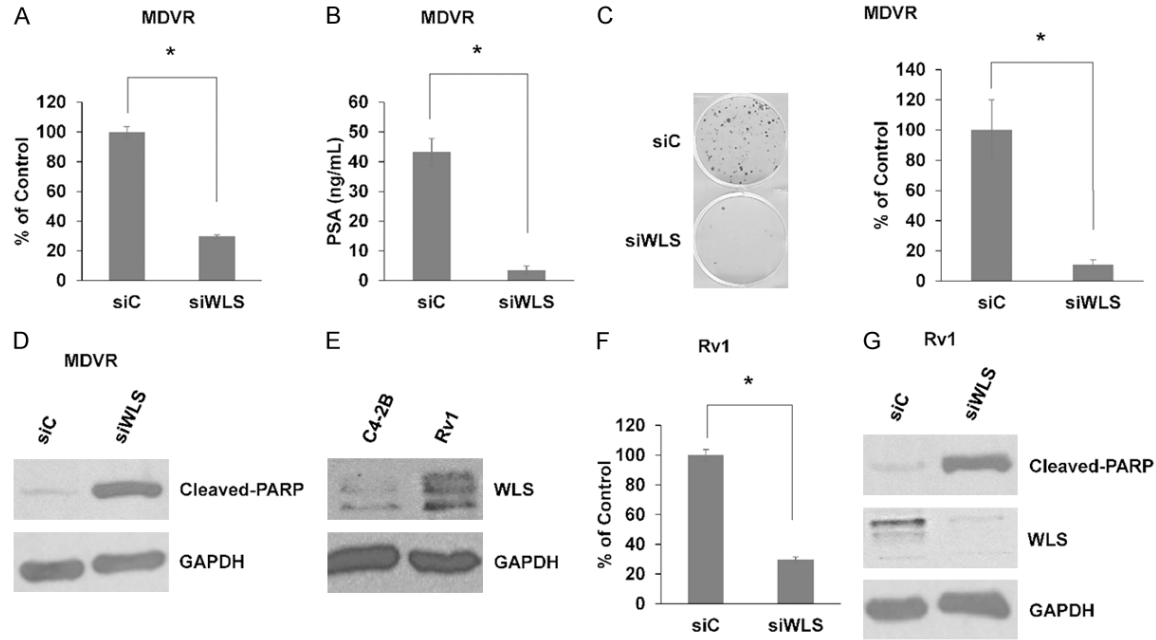 A
MDVR
*
% of Control
120
100
80
60
40
20
0
siC
siWLS
B
MDVR
*
PSA (ng/mL)
60
50
40
30
20
10
0
siC
siWLS
C
siC
siWLS
MDVR
*
% of Control
140
120
100
80
60
40
20
0
siC
siWLS
D
MDVR
siC
siWLS
Cleaved-PARP
GAPDH
E
C4-2B
Rv1
WLS
GAPDH
F
Rv1
*
% of Control
120
100
80
60
40
20
0
siC
siWLS
G
Rv1
siC
siWLS
Cleaved-PARP
WLS
GAPDH